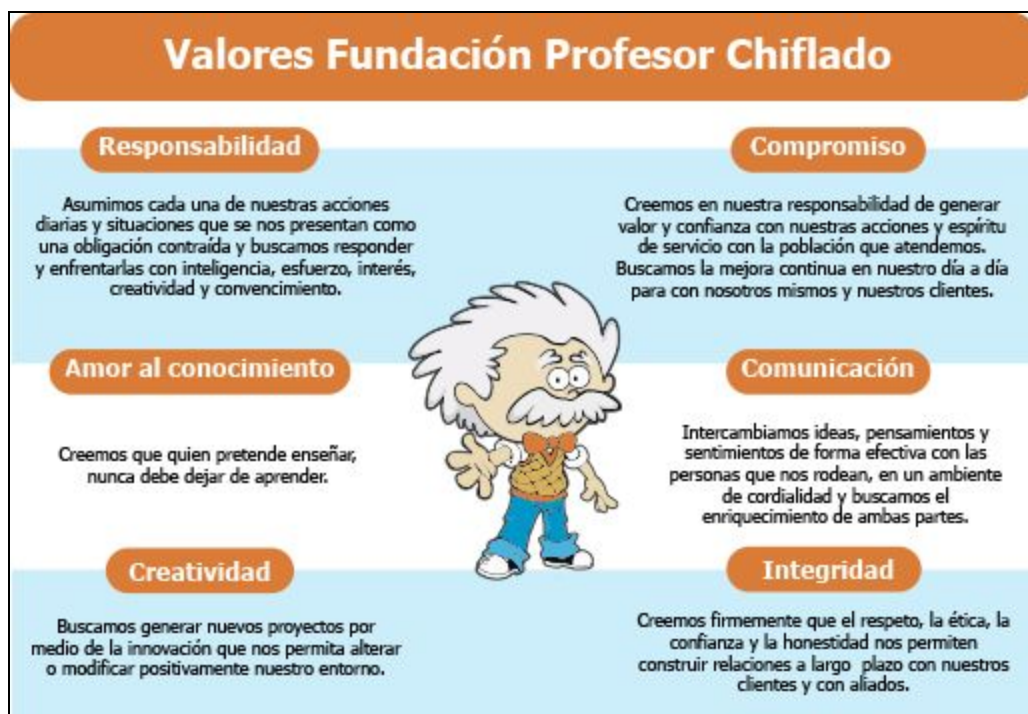 Valores Fundación Profesor Chiflado
Responsabilidad
Asumimos cada una de nuestras acciones
diarias y situaciones que se nos presentan como
una obligación contraída y buscamos responder
y enfrentarlas con inteligencia, esfuerzo, interés,
creatividad y convencimiento.
Amor al conocimiento
Creemos que quien pretende enseñar,
nunca debe dejar de aprender.
Creatividad
Buscamos generar nuevos proyectos por
medio de la innovación que nos permita alterar
o modificar positivamente nuestro entorno.
Compromiso
Creemos en nuestra responsabilidad de generar
valor y confianza con nuestras acciones y espíritu
de servicio con la población que atendemos.
Buscamos la mejora continua en nuestro día a día
para con nosotros mismos y nuestros clientes.
Comunicación
Intercambiamos ideas, pensamientos y
sentimientos de forma efectiva con las
personas que nos rodean, en un ambiente
de cordialidad y buscamos el
enriquecimiento de ambas partes.
Integridad
Creemos firmemente que el respeto, la ética, la
confianza y la honestidad nos permiten
construir relaciones a largo plazo con nuestros
clientes y con aliados.